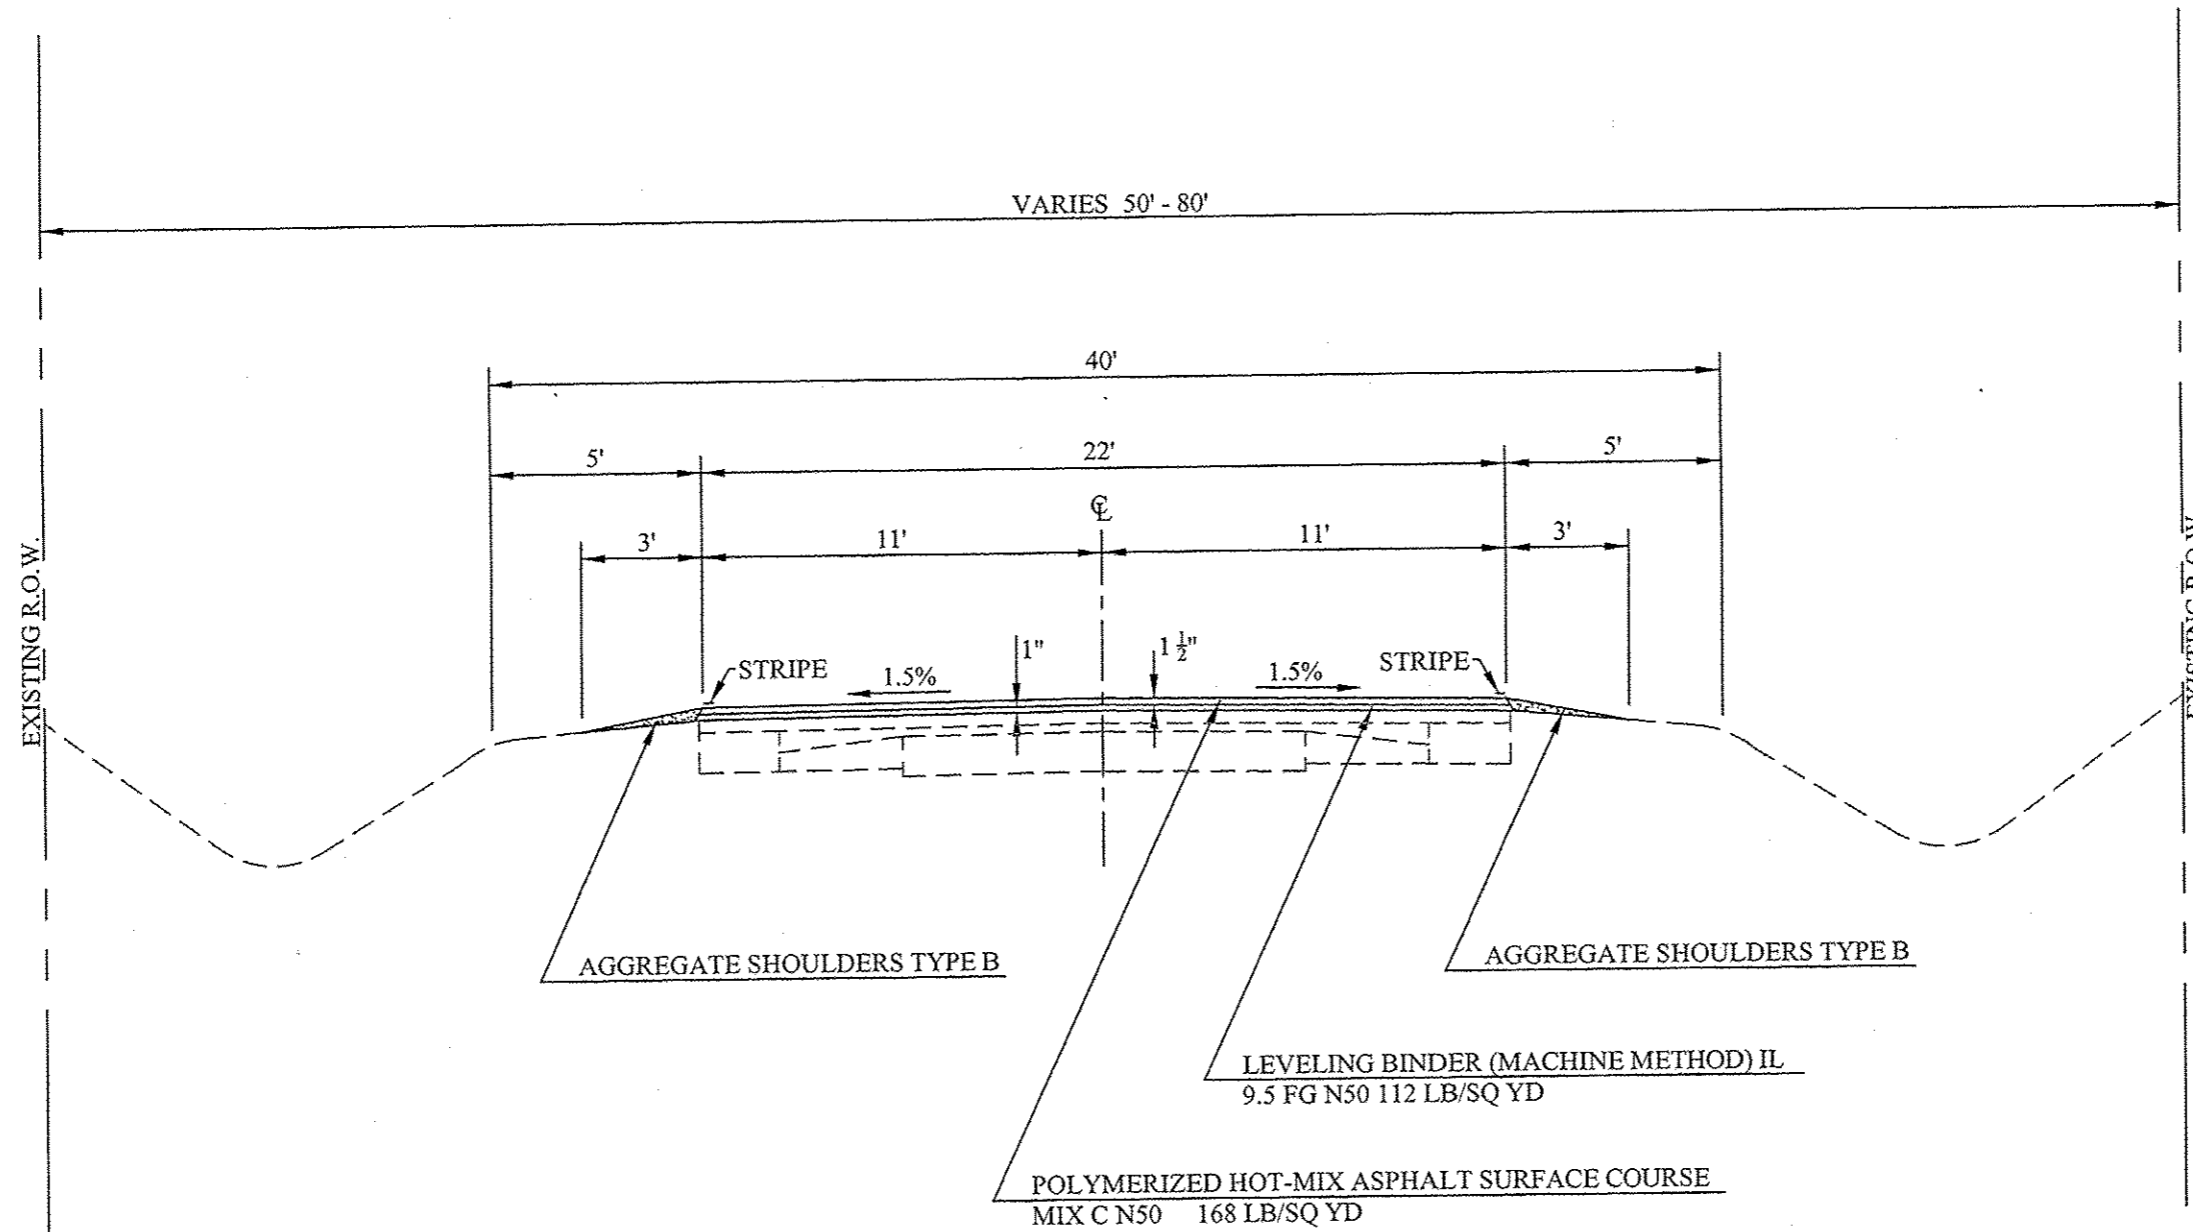 VARIES 50' - 80'
40'
5'
22'
5'
℄
3'
11'
11'
3'
EXISTING R.O.W.
EXISTING R.O.W.
STRIPE
1.5%
1"
1 1/2"
1.5%
STRIPE
AGGREGATE SHOULDERS TYPE B
AGGREGATE SHOULDERS TYPE B
LEVELING BINDER (MACHINE METHOD) IL
9.5 FG N50 112 LB/SQ YD
POLYMERIZED HOT-MIX ASPHALT SURFACE COURSE
MIX C N50 168 LB/SQ YD